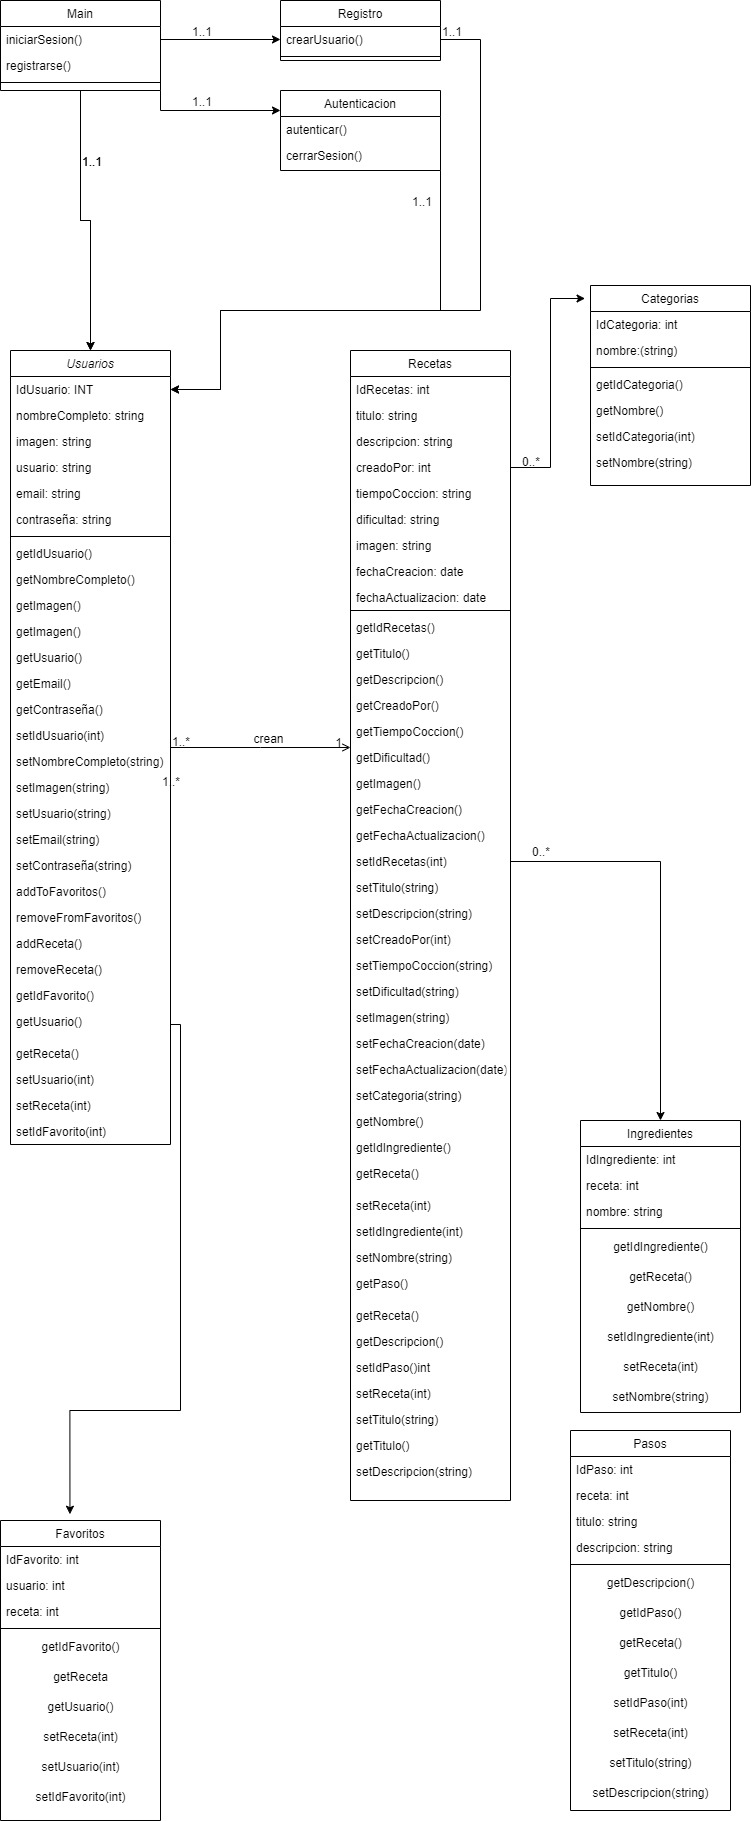 Main
iniciarSesion()
registrarse()
1..1
Registro
crearUsuario()
1..1
1..1
Autenticacion
autenticar()
cerrarSesion()
1..1
1..1
Usuarios
IdUsuario: INT
nombreCompleto: string
imagen: string
usuario: string
email: string
contraseña: string
getIdUsuario()
getNombreCompleto()
getImagen()
getImagen()
getUsuario()
getEmail()
getContraseña()
setIdUsuario(int)
setNombreCompleto(string)
setImagen(string)
setUsuario(string)
setEmail(string)
setContraseña(string)
addToFavoritos()
removeFromFavoritos()
addReceta()
removeReceta()
getIdFavorito()
getUsuario()
getReceta()
setUsuario(int)
setReceta(int)
setIdFavorito(int)
1..*
crean
1
1..*
Recetas
IdRecetas: int
titulo: string
descripcion: string
creadoPor: int
tiempoCoccion: string
dificultad: string
imagen: string
fechaCreacion: date
fechaActualizacion: date
getIdRecetas()
getTitulo()
getDescripcion()
getCreadoPor()
getTiempoCoccion()
getDificultad()
getImagen()
getFechaCreacion()
getFechaActualizacion()
setIdRecetas(int)
setTitulo(string)
setDescripcion(string)
setCreadoPor(int)
setTiempoCoccion(string)
setDificultad(string)
setImagen(string)
setFechaCreacion(date)
setFechaActualizacion(date)
setCategoria(string)
getNombre()
getIdIngrediente()
getReceta()
setReceta(int)
setIdIngrediente(int)
setNombre(string)
getPaso()
getReceta()
getDescripcion()
setIdPaso()int
setReceta(int)
setTitulo(string)
getTitulo()
setDescripcion(string)
0..*
Categorias
IdCategoria: int
nombre:(string)
getIdCategoria()
getNombre()
setIdCategoria(int)
setNombre(string)
0..*
Ingredientes
IdIngrediente: int
receta: int
nombre: string
getIdIngrediente()
getReceta()
getNombre()
setIdIngrediente(int)
setReceta(int)
setNombre(string)
Pasos
IdPaso: int
receta: int
titulo: string
descripcion: string
getDescripcion()
getIdPaso()
getReceta()
getTitulo()
setIdPaso(int)
setReceta(int)
setTitulo(string)
setDescripcion(string)
Favoritos
IdFavorito: int
usuario: int
receta: int
getIdFavorito()
getReceta
getUsuario()
setReceta(int)
setUsuario(int)
setIdFavorito(int)